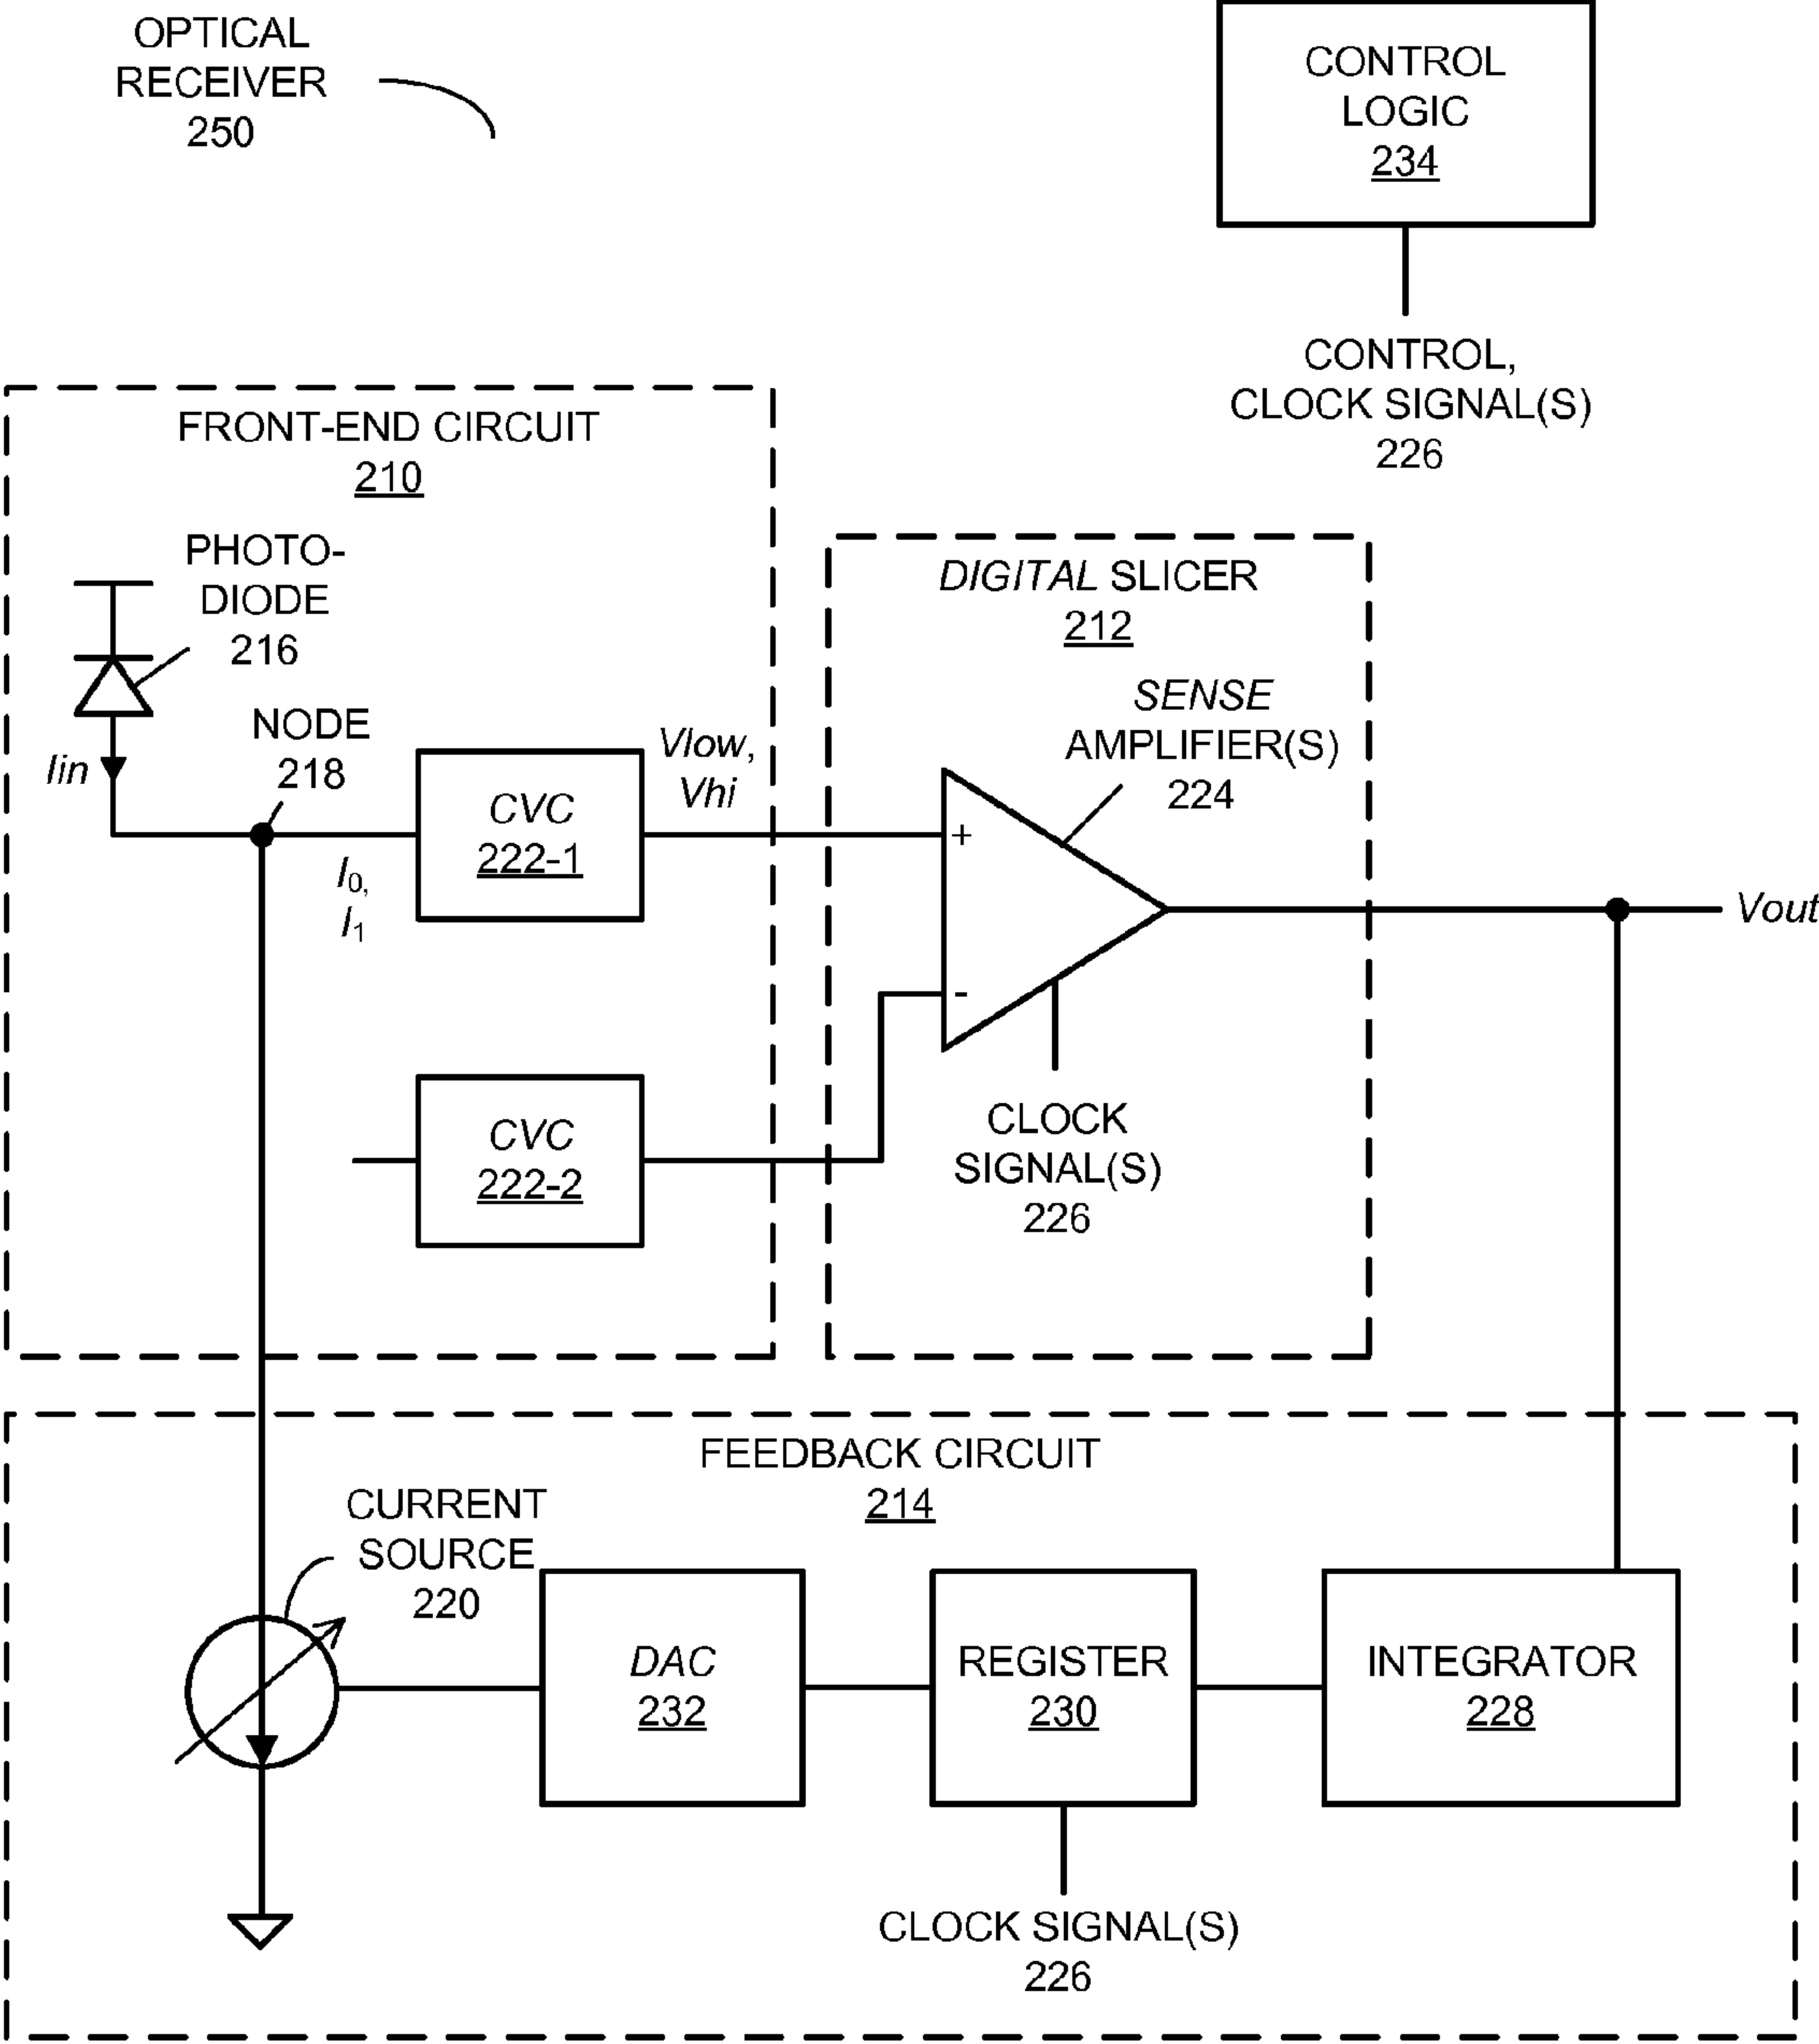 OPTICAL
RECEIVER
250
CONTROL
LOGIC
234
CONTROL,
CLOCK SIGNAL(S)
226
FRONT-END CIRCUIT
210
PHOTO-
DIODE
216
NODE
218
Iin
I0,
I1
CVC
222-1
Vlow,
Vhi
CVC
222-2
DIGITAL SLICER
212
SENSE
AMPLIFIER(S)
224
+
-
CLOCK
SIGNAL(S)
226
Vout
FEEDBACK CIRCUIT
214
CURRENT
SOURCE
220
DAC
232
REGISTER
230
INTEGRATOR
228
CLOCK SIGNAL(S)
226